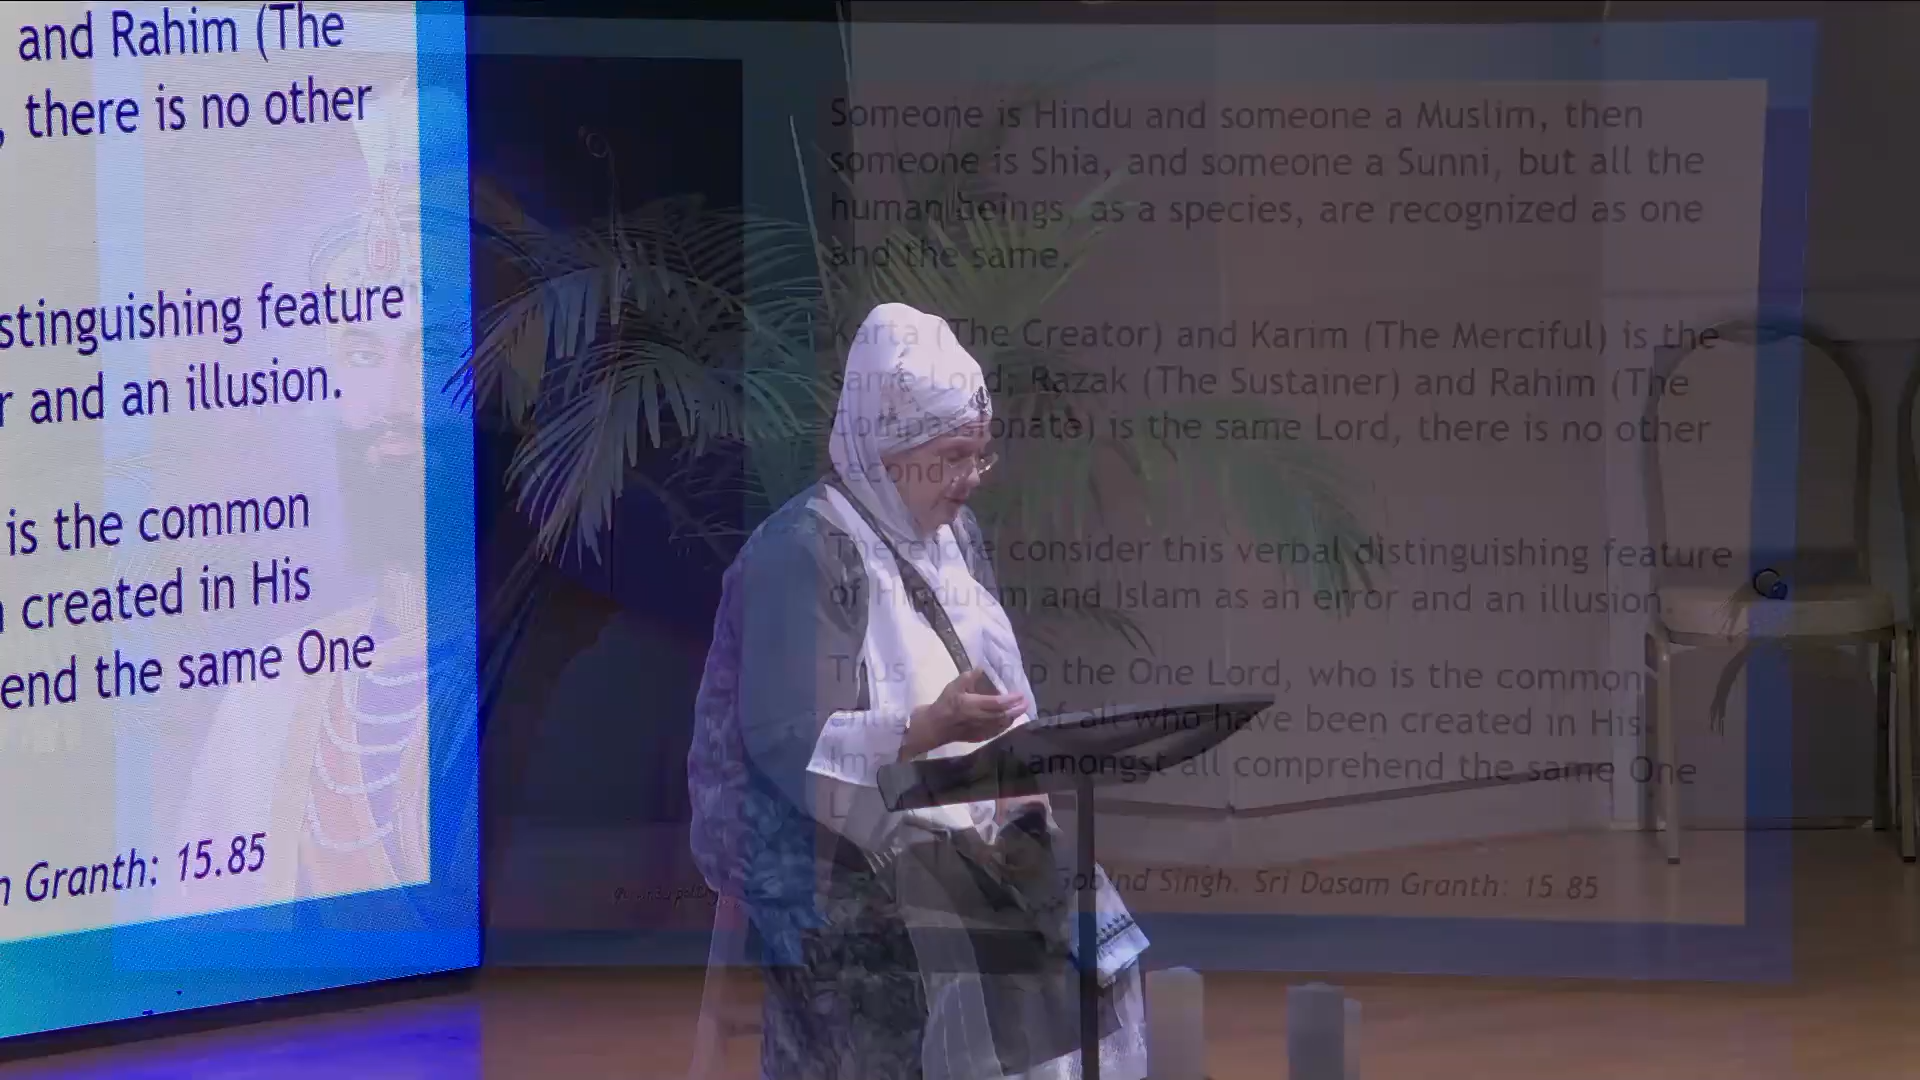 and Rahim (The
, there is no other
stinguishing feature
r and an illusion.
is the common
created in His
end the same One
Granth: 15.85
Someone is Hindu and someone a Muslim, then
someone is Shia, and someone a Sunni, but all the
human beings, as a species, are recognized as one
and the same.
Karta (The Creator) and Karim (The Merciful) is the
same Lord; Razak (The Sustainer) and Rahim (The
Compassionate) is the same Lord, there is no other
second.
Therefore consider this verbal distinguishing feature
of Hinduism and Islam as an error and an illusion.
Thus the One Lord, who is the common
of all who have been created in His
amongst all comprehend the same One
Gobind Singh. Sri Dasam Granth: 15.85